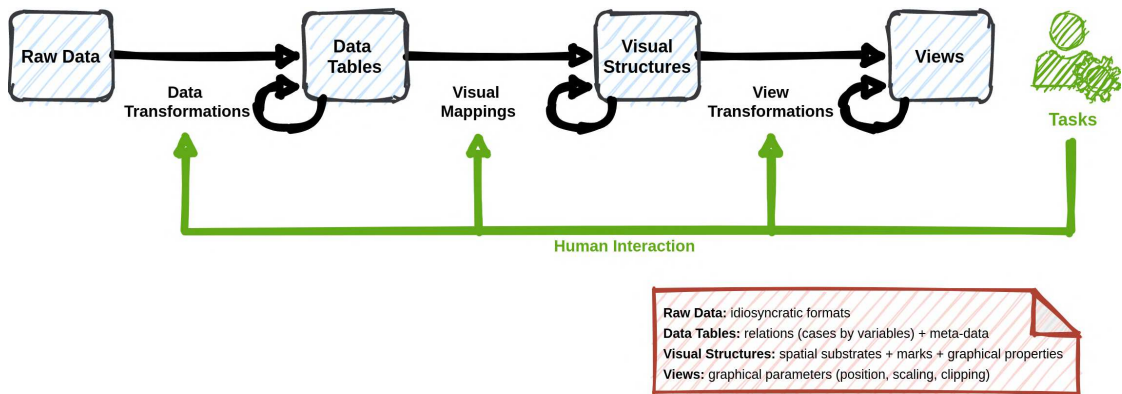 Raw Data
Data
Tables
Visual
Structures
Views
Data
Transformations
Visual
Mappings
View
Transformations
Tasks
Human Interaction
Raw Data: idiosyncratic formats
Data Tables: relations (cases by variables) + meta-data
Visual Structures: spatial substrates + marks + graphical properties
Views: graphical parameters (position, scaling, clipping)